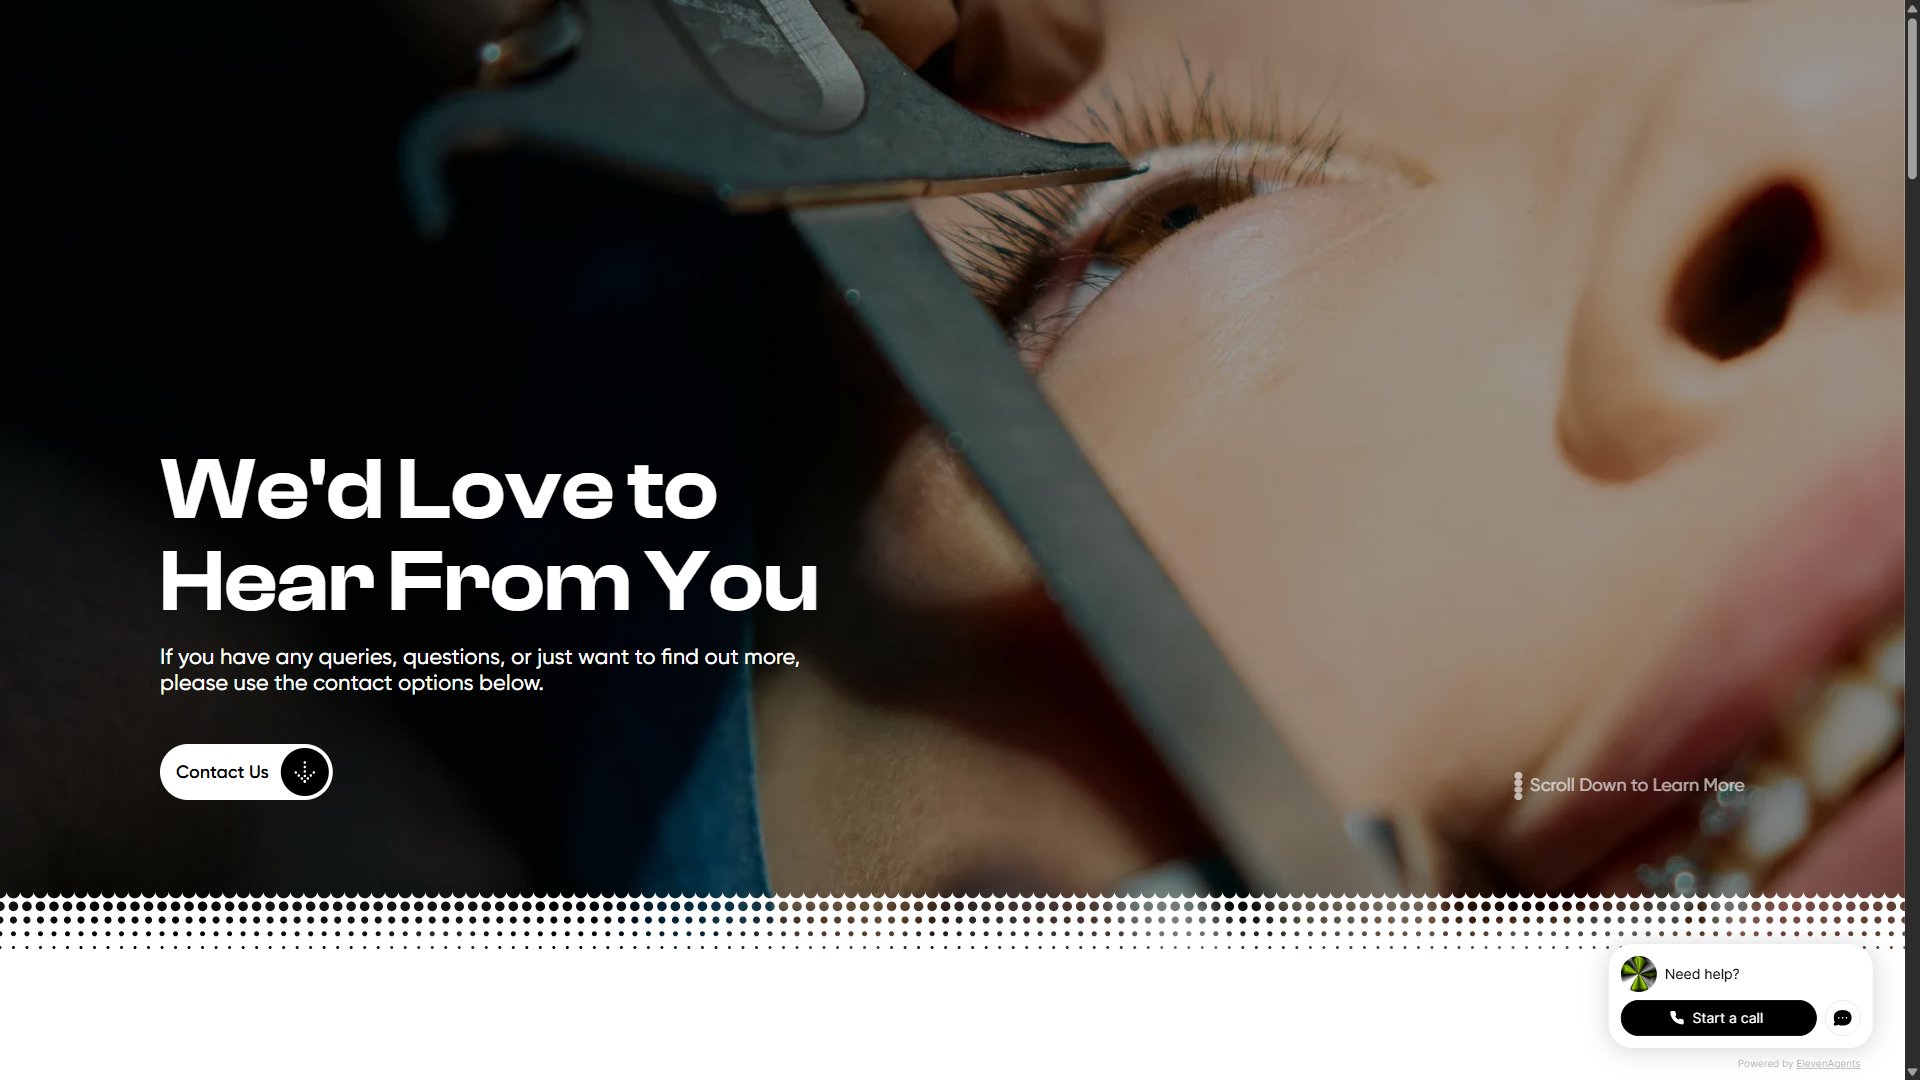 We'd Love to
Hear From You
If you have any queries, questions, or just want to find out more,
please use the contact options below.
Contact Us
Scroll Down to Learn More
Need help?
Start a call
Powered by ElevenAgents